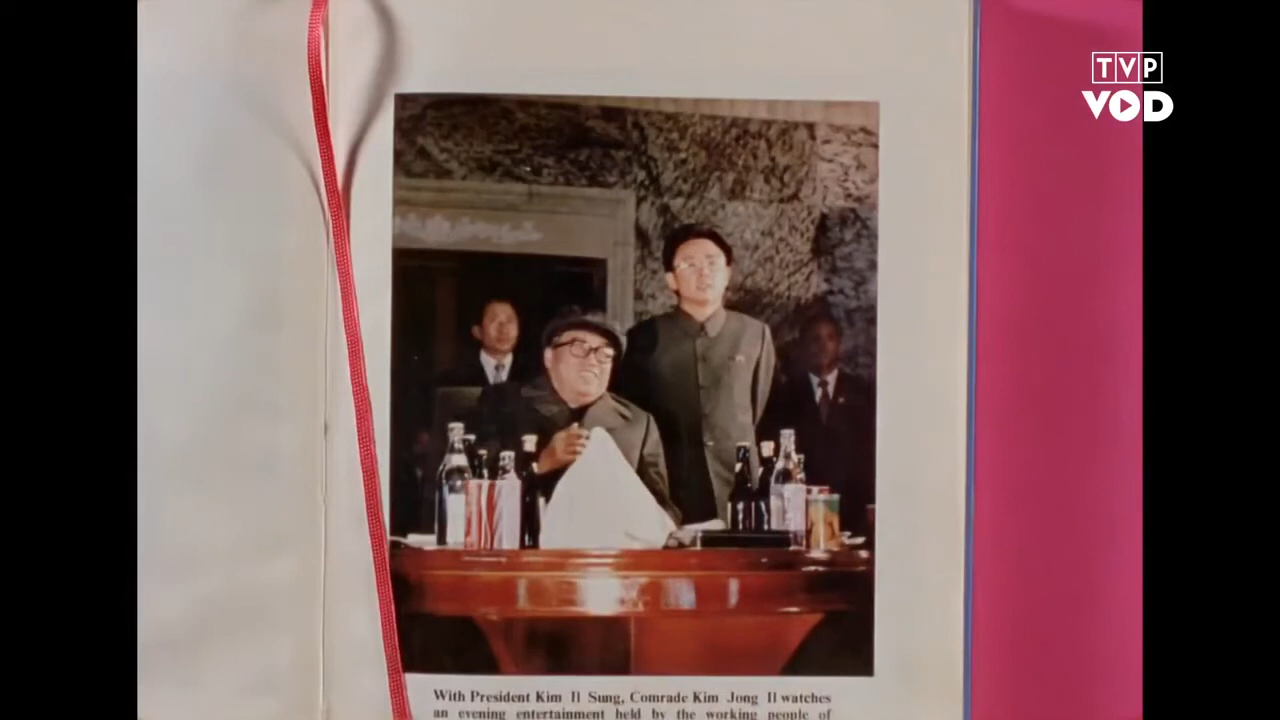 TVP
VOD
With President Kim Il Sung, Comrade Kim Jong Il watches
an evening entertainment held by the working people of